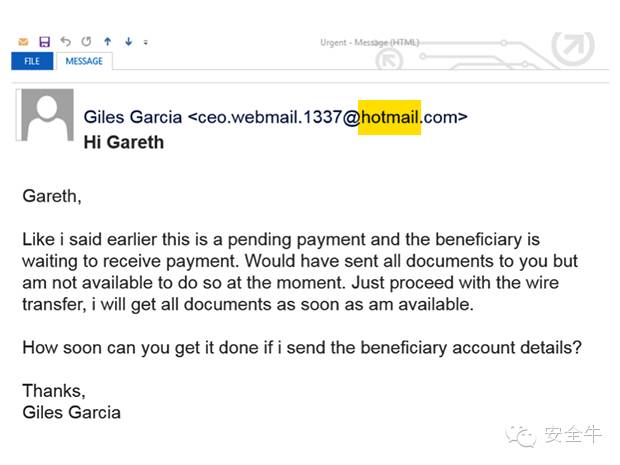 Urgent - Message (HTML)
FILE MESSAGE
Giles Garcia <ceo.webmail.1337@hotmail.com>
Hi Gareth
Gareth,
Like i said earlier this is a pending payment and the beneficiary is
waiting to receive payment. Would have sent all documents to you but
am not available to do so at the moment. Just proceed with the wire
transfer, i will get all documents as soon as am available.
How soon can you get it done if i send the beneficiary account details?
Thanks,
Giles Garcia
安全牛